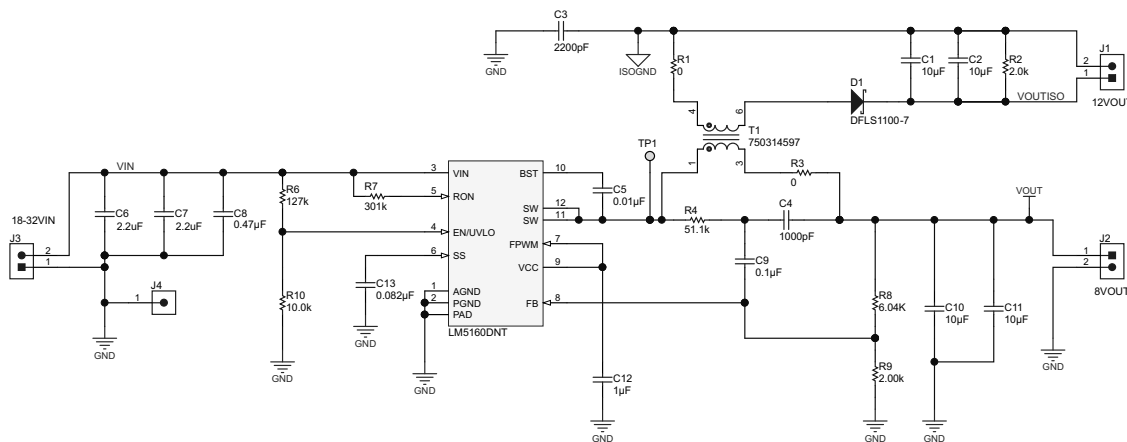 C3
2200pF
GND
ISOGND
R1
0
C1
10µF
C2
10µF
R2
2.0k
J1
2
1
12VOUT
VOUTISO
D1
DFLS1100-7
4
6
T1
750314597
1
3
TP1
R3
0
VIN
18-32VIN
J3
2
1
C6
2.2uF
C7
2.2uF
C8
0.47µF
R6
127k
R7
301k
R10
10.0k
J4
1
GND
GND
C13
0.082µF
GND
3
VIN
5
RON
4
EN/UVLO
6
SS
1
AGND
2
PGND
PAD
LM5160DNT
GND
BST
10
SW
12
SW
11
FPWM
7
VCC
9
FB
8
C5
0.01µF
C12
1µF
GND
R4
51.1k
C4
1000pF
C9
0.1µF
R8
6.04K
R9
2.00k
GND
C10
10µF
C11
10µF
GND
VOUT
J2
1
2
8VOUT
GND